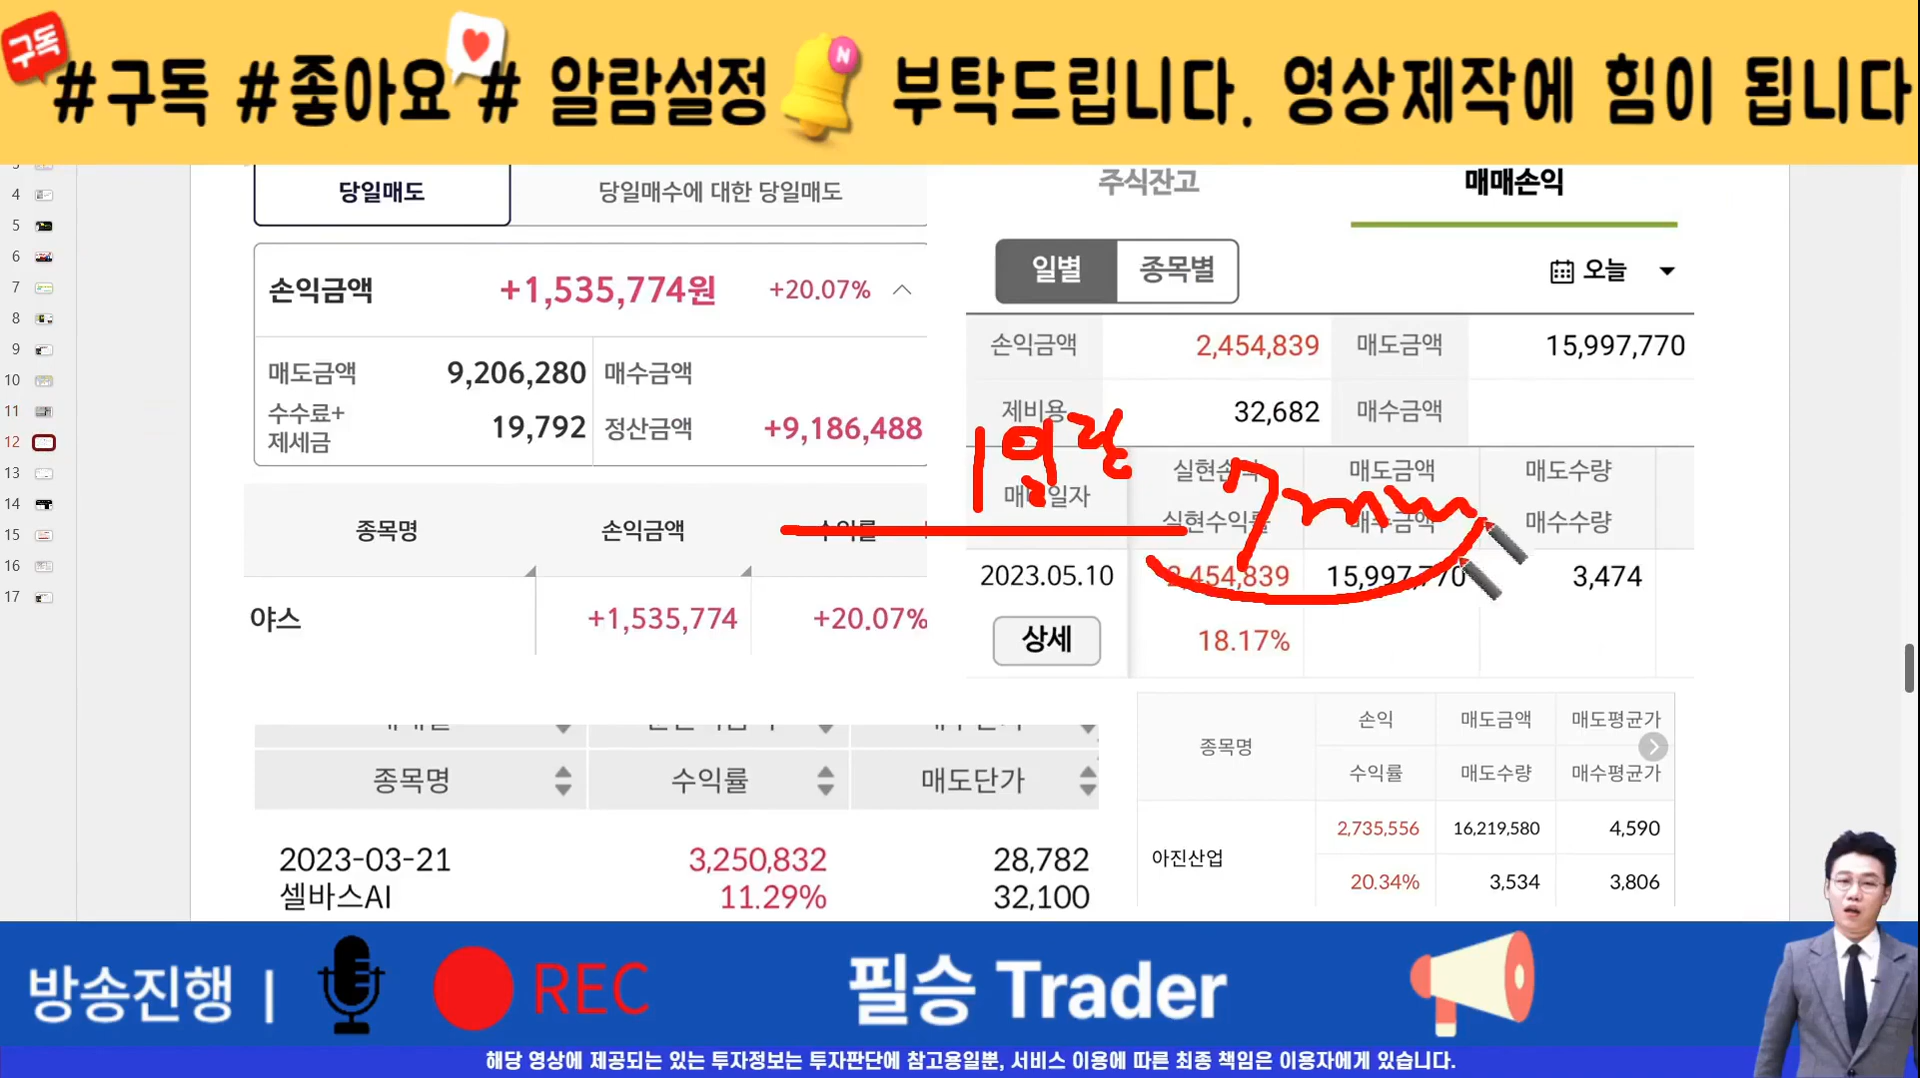 구독
#구독 #좋아요 # 알람설정 N 부탁드립니다. 영상제작에 힘이 됩니다
4
5
6
7
8
9
10
11
12
13
14
15
16
17
당일매도 당일매수에 대한 당일매도
손익금액 +1,535,774원 +20.07%
매도금액 9,206,280 매수금액
수수료+
제세금 19,792 정산금액 +9,186,488
종목명 손익금액 수익률
야스 +1,535,774 +20.07%
주식잔고 매매손익
일별 종목별 오늘
손익금액 2,454,839 매도금액 15,997,770
제비용 32,682 매수금액
실현손익 매도금액 매도수량
매매일자
실현수익률 매수금액 매수수량
2023.05.10 2,454,839 15,997,770 3,474
상세 18.17%
종목명 수익률 매도단가
2023-03-21 3,250,832 28,782
셀바스AI 11.29% 32,100
종목명
손익 매도금액 매도평균가
수익률 매도수량 매수평균가
아진산업
2,735,556 16,219,580 4,590
20.34% 3,534 3,806
방송진행 | REC 필승 Trader
해당 영상에 제공되는 있는 투자정보는 투자판단에 참고용일뿐, 서비스 이용에 따른 최종 책임은 이용자에게 있습니다.